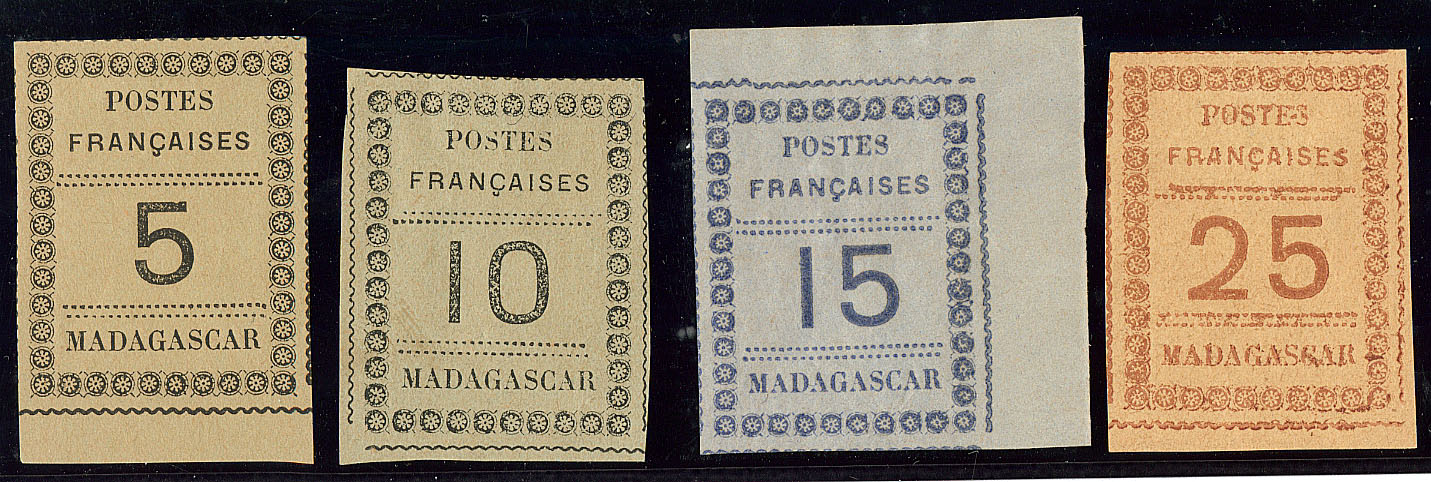 POSTES
FRANÇAISES
5
MADAGASCAR
POSTES
FRANÇAISES
10
MADAGASCAR
POSTES
FRANÇAISES
15
MADAGASCAR
POSTES
FRANÇAISES
25
MADAGASCAR